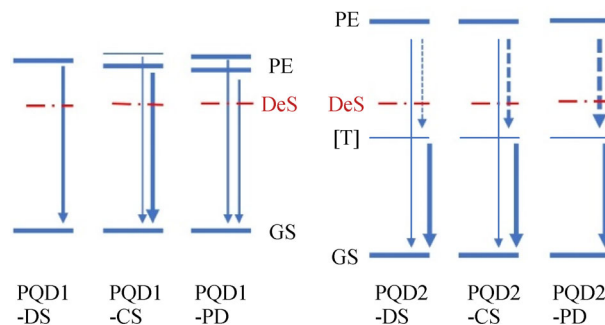 PE
DeS
GS
PQD1
-DS
PQD1
-CS
PQD1
-PD
PE
DeS
[T]
GS
PQD2
-DS
PQD2
-CS
PQD2
-PD